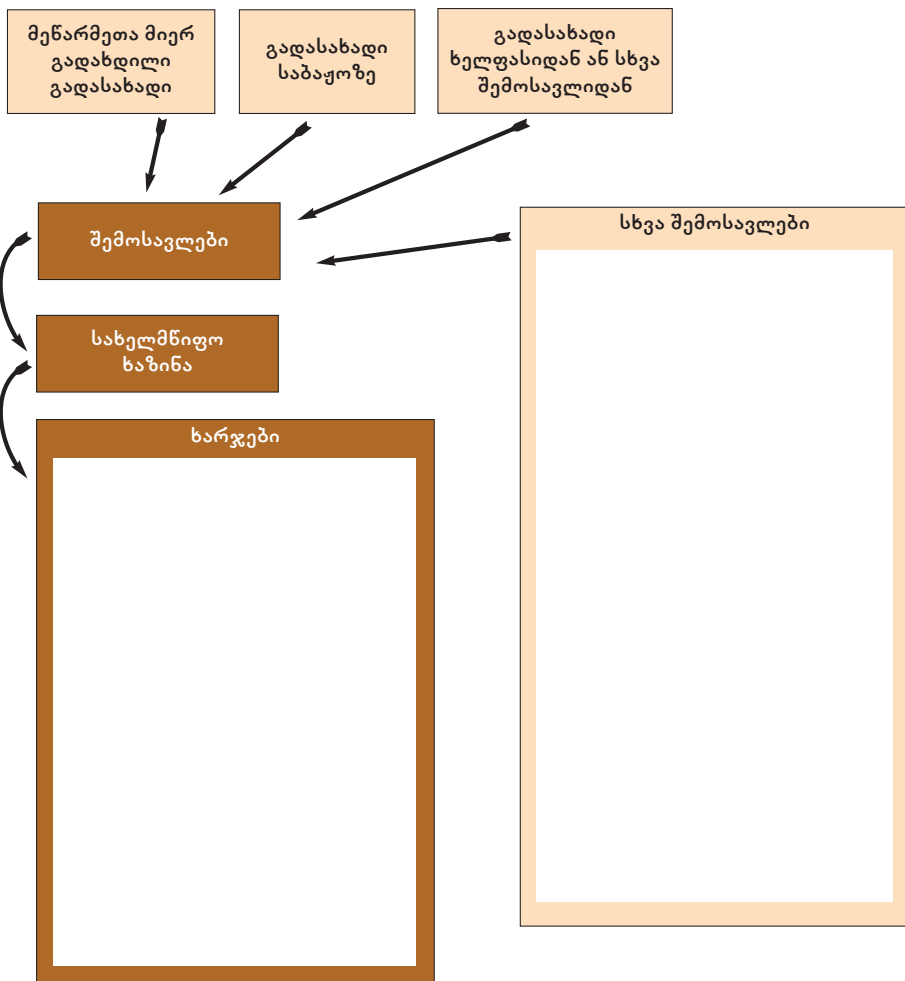 მეწარმეთა მიერ
გადახდილი
გადასახადი
გადასახადი
საბაჟოზე
გადასახადი
ხელფასიდან ან სხვა
შემოსავლიდან
შემოსავლები
სხვა შემოსავლები
სახელმწიფო
ხაზინა
ხარჯები